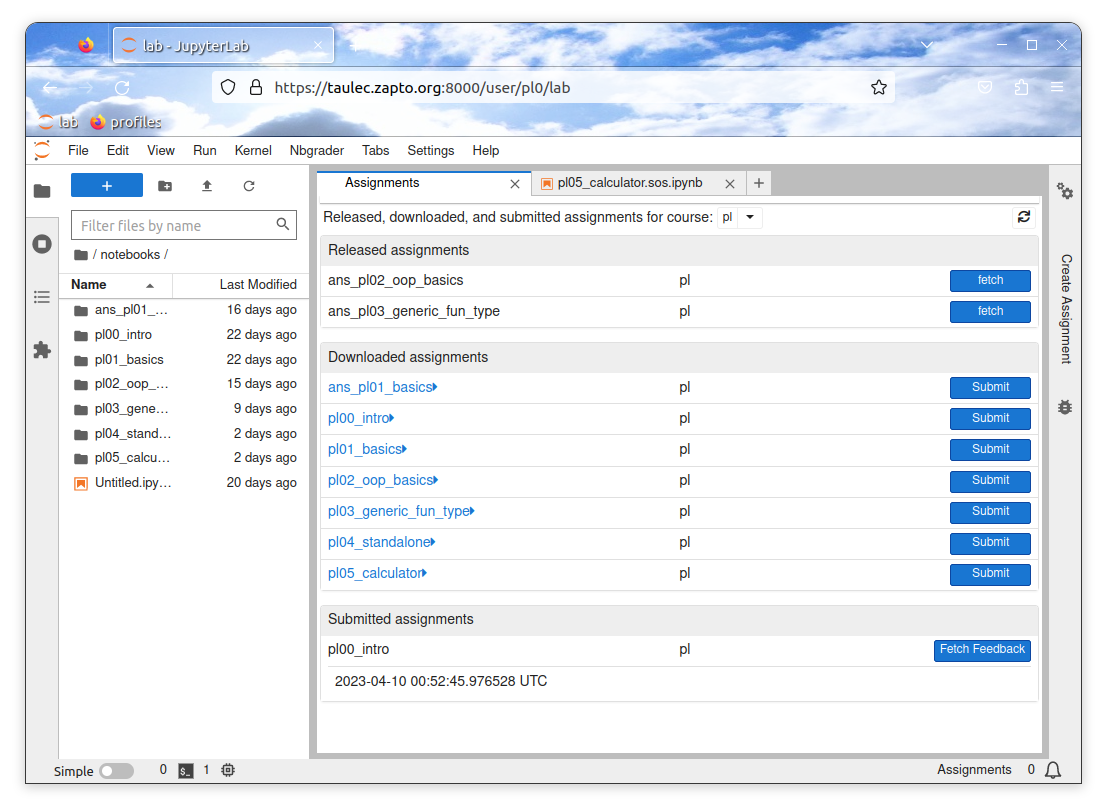 lab - JupyterLab
https://taulec.zapto.org:8000/user/pl0/lab
lab profiles
File Edit View Run Kernel Nbgrader Tabs Settings Help
Assignments pl05_calculator.sos.ipynb
Filter files by name
/ notebooks /
Name Last Modified
ans_pl01_… 16 days ago
pl00_intro 22 days ago
pl01_basics 22 days ago
pl02_oop_… 15 days ago
pl03_gene… 9 days ago
pl04_stand… 2 days ago
pl05_calcu… 2 days ago
Untitled.ipy… 20 days ago
Released, downloaded, and submitted assignments for course: pl
Released assignments
ans_pl02_oop_basics pl fetch
ans_pl03_generic_fun_type pl fetch
Downloaded assignments
ans_pl01_basics pl Submit
pl00_intro pl Submit
pl01_basics pl Submit
pl02_oop_basics pl Submit
pl03_generic_fun_type pl Submit
pl04_standalone pl Submit
pl05_calculator pl Submit
Submitted assignments
pl00_intro pl Fetch Feedback
2023-04-10 00:52:45.976528 UTC
Create Assignment
Simple 0 $_ 1 Assignments 0